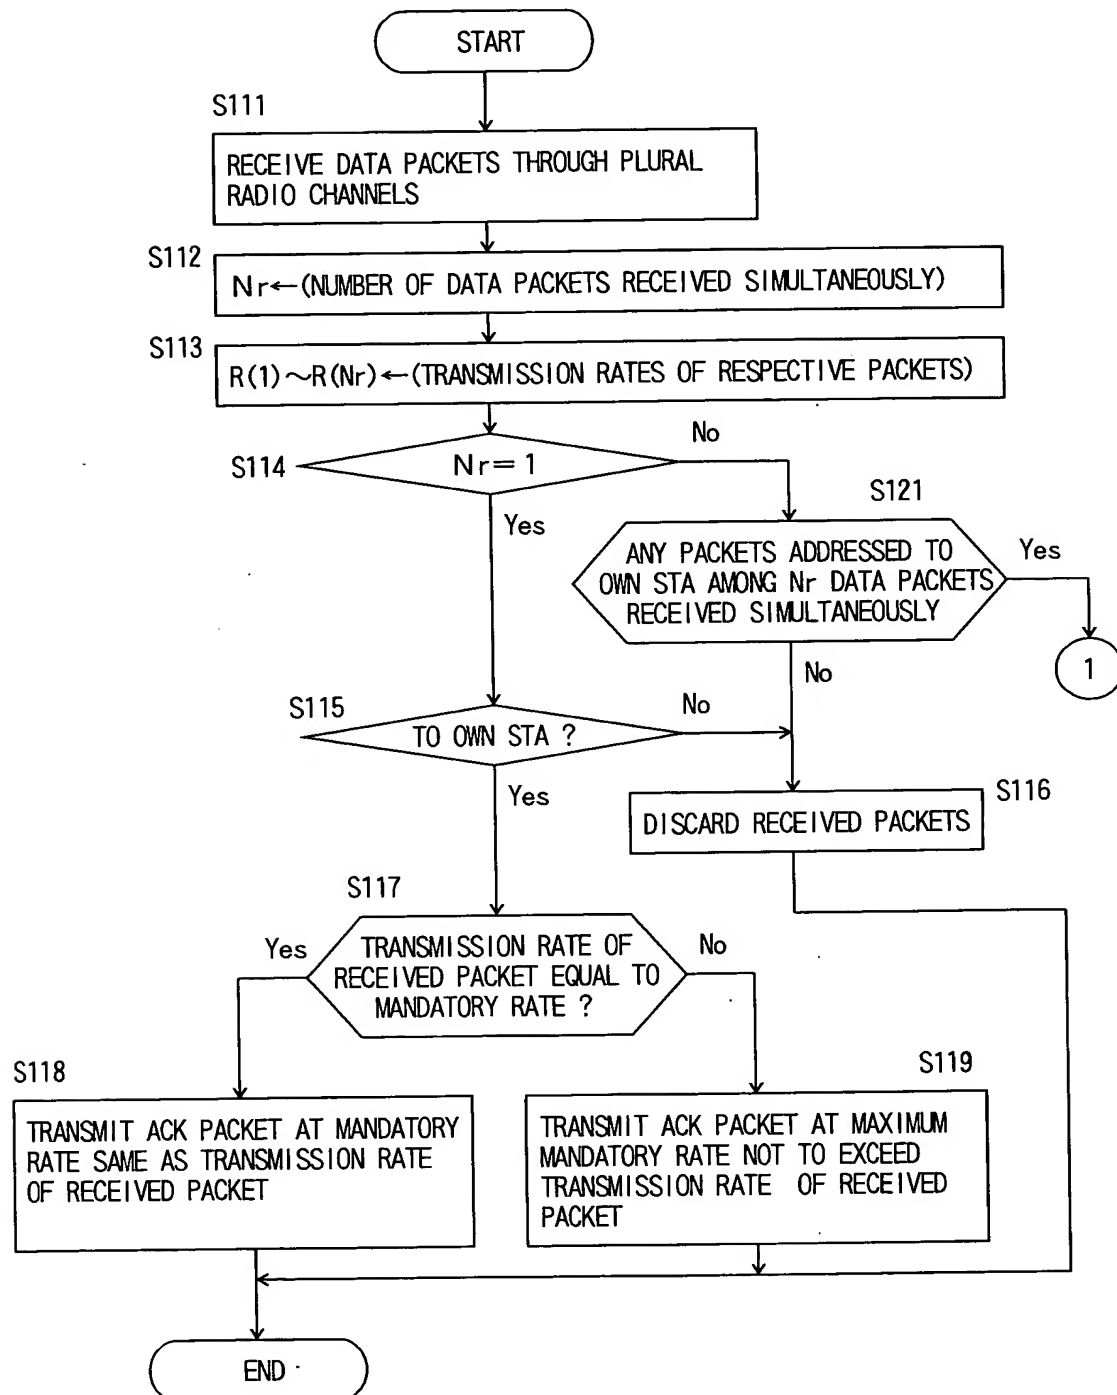 START
S111
RECEIVE DATA PACKETS THROUGH PLURAL
RADIO CHANNELS
S112
Nr←(NUMBER OF DATA PACKETS RECEIVED SIMULTANEOUSLY)
S113
R(1)～R(Nr)←(TRANSMISSION RATES OF RESPECTIVE PACKETS)
S114
Nr=1
No
Yes
S121
ANY PACKETS ADDRESSED TO
OWN STA AMONG Nr DATA PACKETS
RECEIVED SIMULTANEOUSLY
Yes
1
No
S115
TO OWN STA ?
No
Yes
S116
DISCARD RECEIVED PACKETS
S117
TRANSMISSION RATE OF
RECEIVED PACKET EQUAL TO
MANDATORY RATE ?
Yes
No
S118
TRANSMIT ACK PACKET AT MANDATORY
RATE SAME AS TRANSMISSION RATE
OF RECEIVED PACKET
S119
TRANSMIT ACK PACKET AT MAXIMUM
MANDATORY RATE NOT TO EXCEED
TRANSMISSION RATE OF RECEIVED
PACKET
END